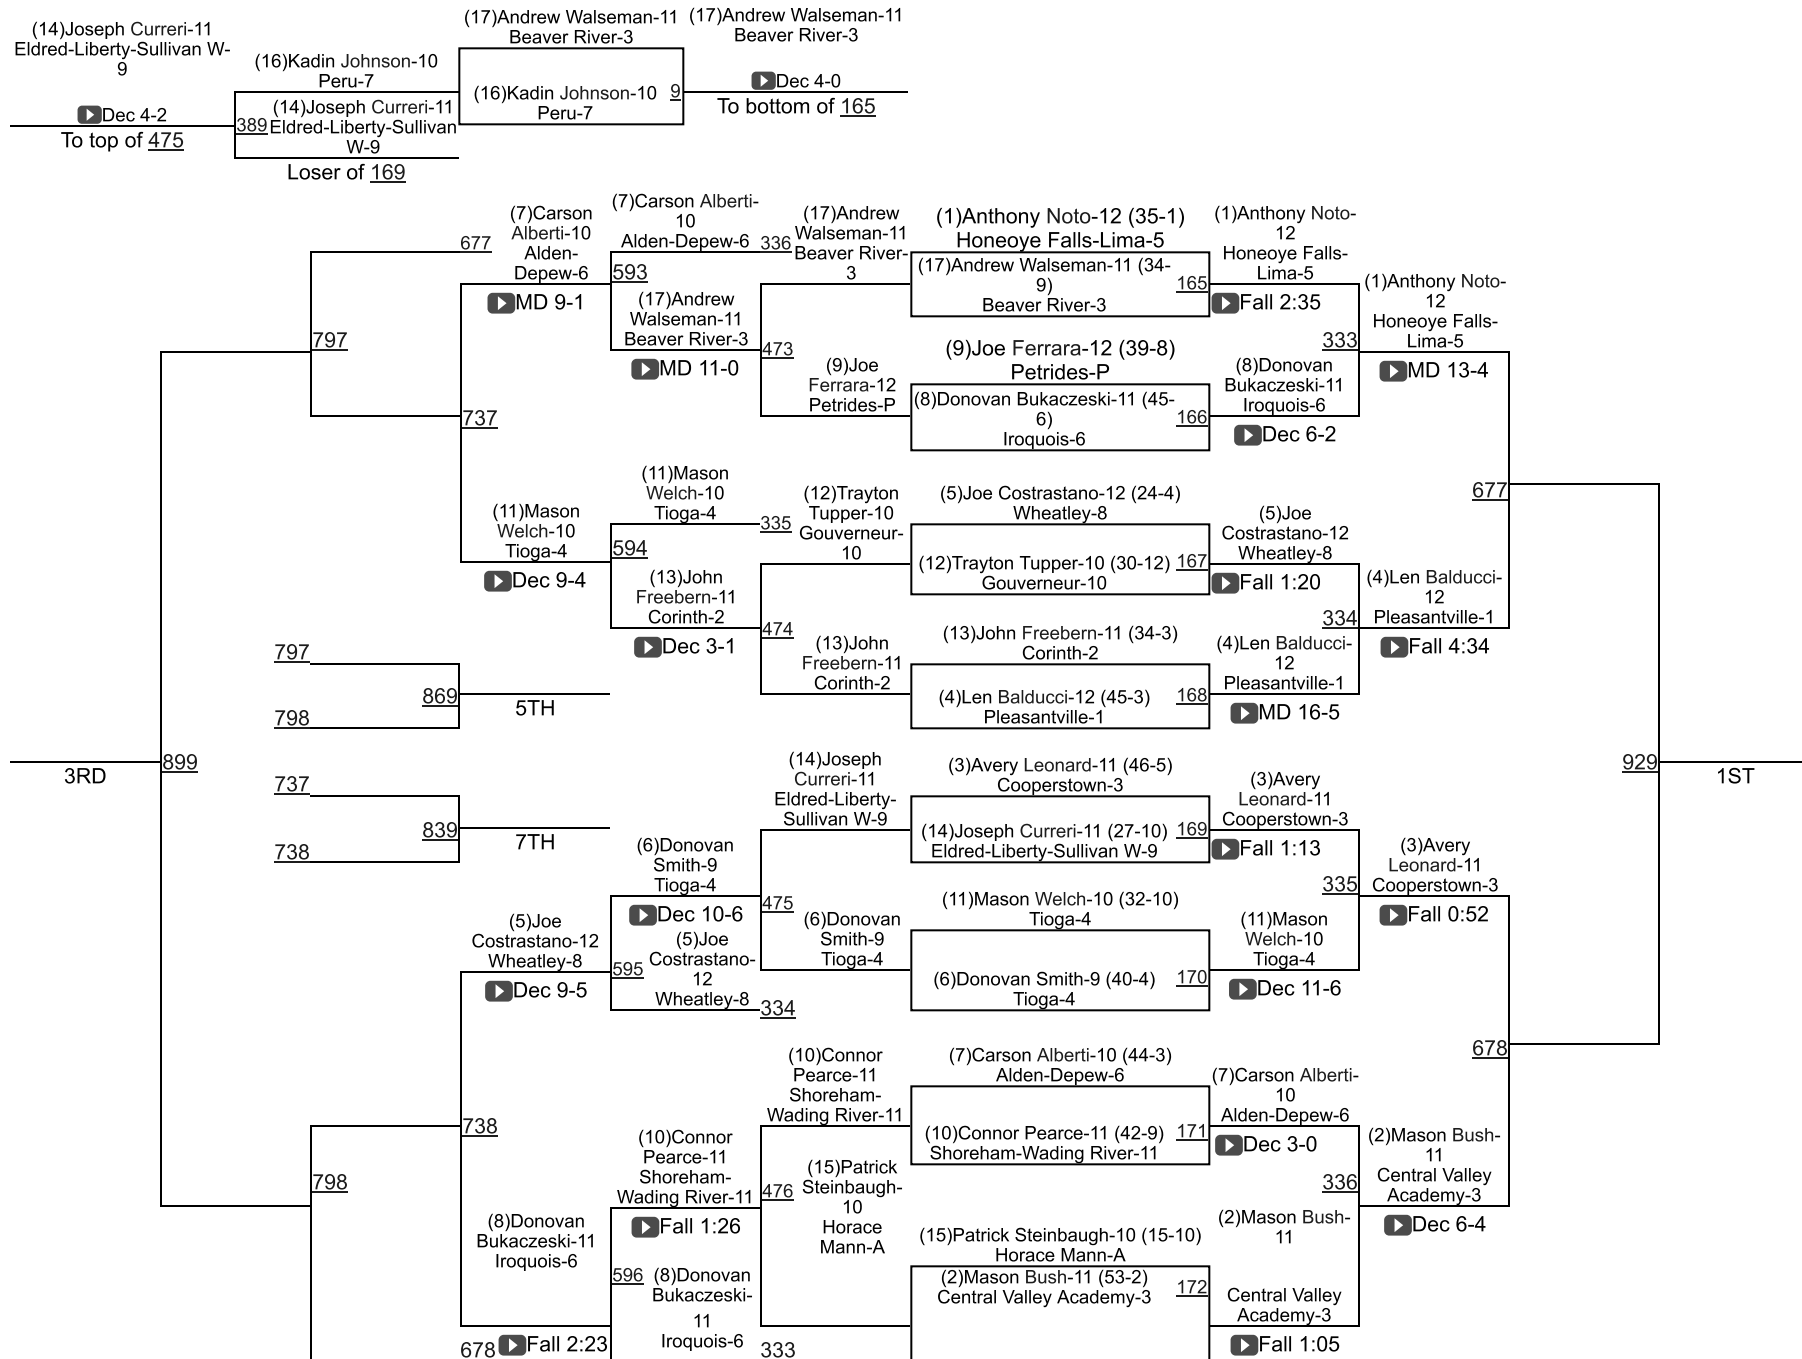 (14)Joseph Curreri-11
Eldred-Liberty-Sullivan W-
9
Dec 4-2
To top of 475
(16)Kadin Johnson-10
Peru-7
389
(14)Joseph Curreri-11
Eldred-Liberty-Sullivan
W-9
Loser of 169
(17)Andrew Walseman-11
Beaver River-3
(16)Kadin Johnson-10
Peru-7
9
(17)Andrew Walseman-11
Beaver River-3
Dec 4-0
To bottom of 165
(1)Anthony Noto-12 (35-1)
Honeoye Falls-Lima-5
(17)Andrew Walseman-11 (34-
9)
Beaver River-3
165
(9)Joe Ferrara-12 (39-8)
Petrides-P
(8)Donovan Bukaczeski-11 (45-
6)
Iroquois-6
166
(5)Joe Costrastano-12 (24-4)
Wheatley-8
(12)Trayton Tupper-10 (30-12)
Gouverneur-10
167
(13)John Freebern-11 (34-3)
Corinth-2
(4)Len Balducci-12 (45-3)
Pleasantville-1
168
(3)Avery Leonard-11 (46-5)
Cooperstown-3
(14)Joseph Curreri-11 (27-10)
Eldred-Liberty-Sullivan W-9
169
(11)Mason Welch-10 (32-10)
Tioga-4
(6)Donovan Smith-9 (40-4)
Tioga-4
170
(7)Carson Alberti-10 (44-3)
Alden-Depew-6
(10)Connor Pearce-11 (42-9)
Shoreham-Wading River-11
171
(15)Patrick Steinbaugh-10 (15-10)
Horace Mann-A
(2)Mason Bush-11 (53-2)
Central Valley Academy-3
172
(1)Anthony Noto-
12
Honeoye Falls-
Lima-5
Fall 2:35
333
(8)Donovan
Bukaczeski-11
Iroquois-6
Dec 6-2
(5)Joe
Costrastano-12
Wheatley-8
Fall 1:20
334
(4)Len Balducci-
12
Pleasantville-1
MD 16-5
(3)Avery
Leonard-11
Cooperstown-3
Fall 1:13
335
(11)Mason
Welch-10
Tioga-4
Dec 11-6
(7)Carson Alberti-
10
Alden-Depew-6
Dec 3-0
336
(2)Mason Bush-
11
Central Valley
Academy-3
Fall 1:05
(1)Anthony Noto-
12
Honeoye Falls-
Lima-5
MD 13-4
677
(4)Len Balducci-
12
Pleasantville-1
Fall 4:34
(3)Avery
Leonard-11
Cooperstown-3
Fall 0:52
678
(2)Mason Bush-
11
Central Valley
Academy-3
Dec 6-4
929
1ST
(17)Andrew
Walseman-11
Beaver River-
3
473
(9)Joe
Ferrara-12
Petrides-P
(12)Trayton
Tupper-10
Gouverneur-
10
474
(13)John
Freebern-11
Corinth-2
(14)Joseph
Curreri-11
Eldred-Liberty-
Sullivan W-9
475
(6)Donovan
Smith-9
Tioga-4
(10)Connor
Pearce-11
Shoreham-
Wading River-11
476
(15)Patrick
Steinbaugh-
10
Horace
Mann-A
(7)Carson Alberti-
10
Alden-Depew-6
336
593
(17)Andrew
Walseman-11
Beaver River-3
MD 11-0
(11)Mason
Welch-10
Tioga-4
335
594
(13)John
Freebern-11
Corinth-2
Dec 3-1
(6)Donovan
Smith-9
Tioga-4
Dec 10-6
595
(5)Joe
Costrastano-
12
Wheatley-8
334
(10)Connor
Pearce-11
Shoreham-
Wading River-11
Fall 1:26
596
(8)Donovan
Bukaczeski-
11
Iroquois-6
333
677
(7)Carson
Alberti-10
Alden-
Depew-6
MD 9-1
737
(11)Mason
Welch-10
Tioga-4
Dec 9-4
(5)Joe
Costrastano-12
Wheatley-8
Dec 9-5
738
(8)Donovan
Bukaczeski-11
Iroquois-6
678
Fall 2:23
797
798
899
3RD
797
869
5TH
798
737
839
7TH
738